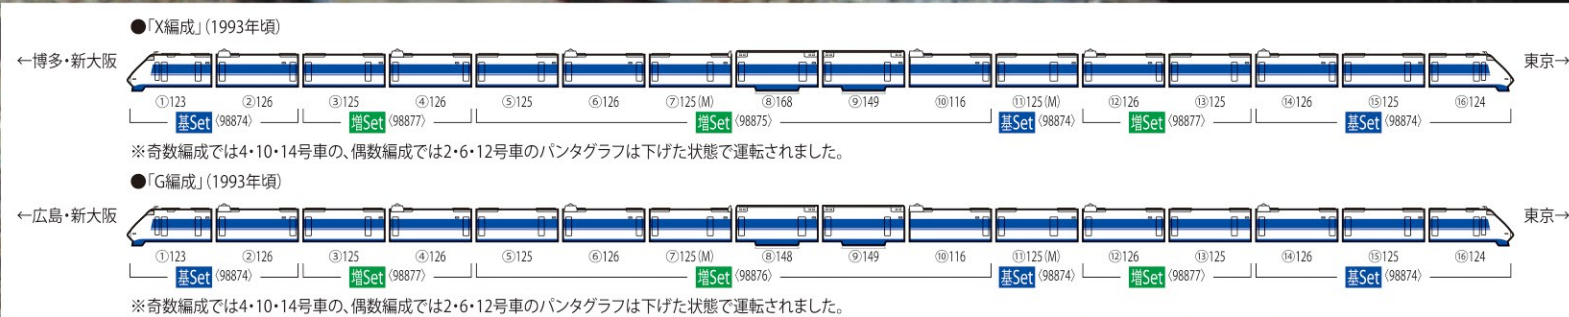 ●「X編成」(1993年頃)
←博多・新大阪 東京→
①123 ②126 ③125 ④126 ⑤125 ⑥126 ⑦125(M) ⑧168 ⑨149 ⑩116 ⑪125(M) ⑫126 ⑬125 ⑭126 ⑮125 ⑯124
基Set〈98874〉 増Set〈98877〉 増Set〈98875〉 基Set〈98874〉 増Set〈98877〉 基Set〈98874〉
※奇数編成では4・10・14号車の、偶数編成では2・6・12号車のパンタグラフは下げた状態で運転されました。
●「G編成」(1993年頃)
←広島・新大阪 東京→
①123 ②126 ③125 ④126 ⑤125 ⑥126 ⑦125(M) ⑧148 ⑨149 ⑩116 ⑪125(M) ⑫126 ⑬125 ⑭126 ⑮125 ⑯124
基Set〈98874〉 増Set〈98877〉 増Set〈98876〉 基Set〈98874〉 増Set〈98877〉 基Set〈98874〉
※奇数編成では4・10・14号車の、偶数編成では2・6・12号車のパンタグラフは下げた状態で運転されました。